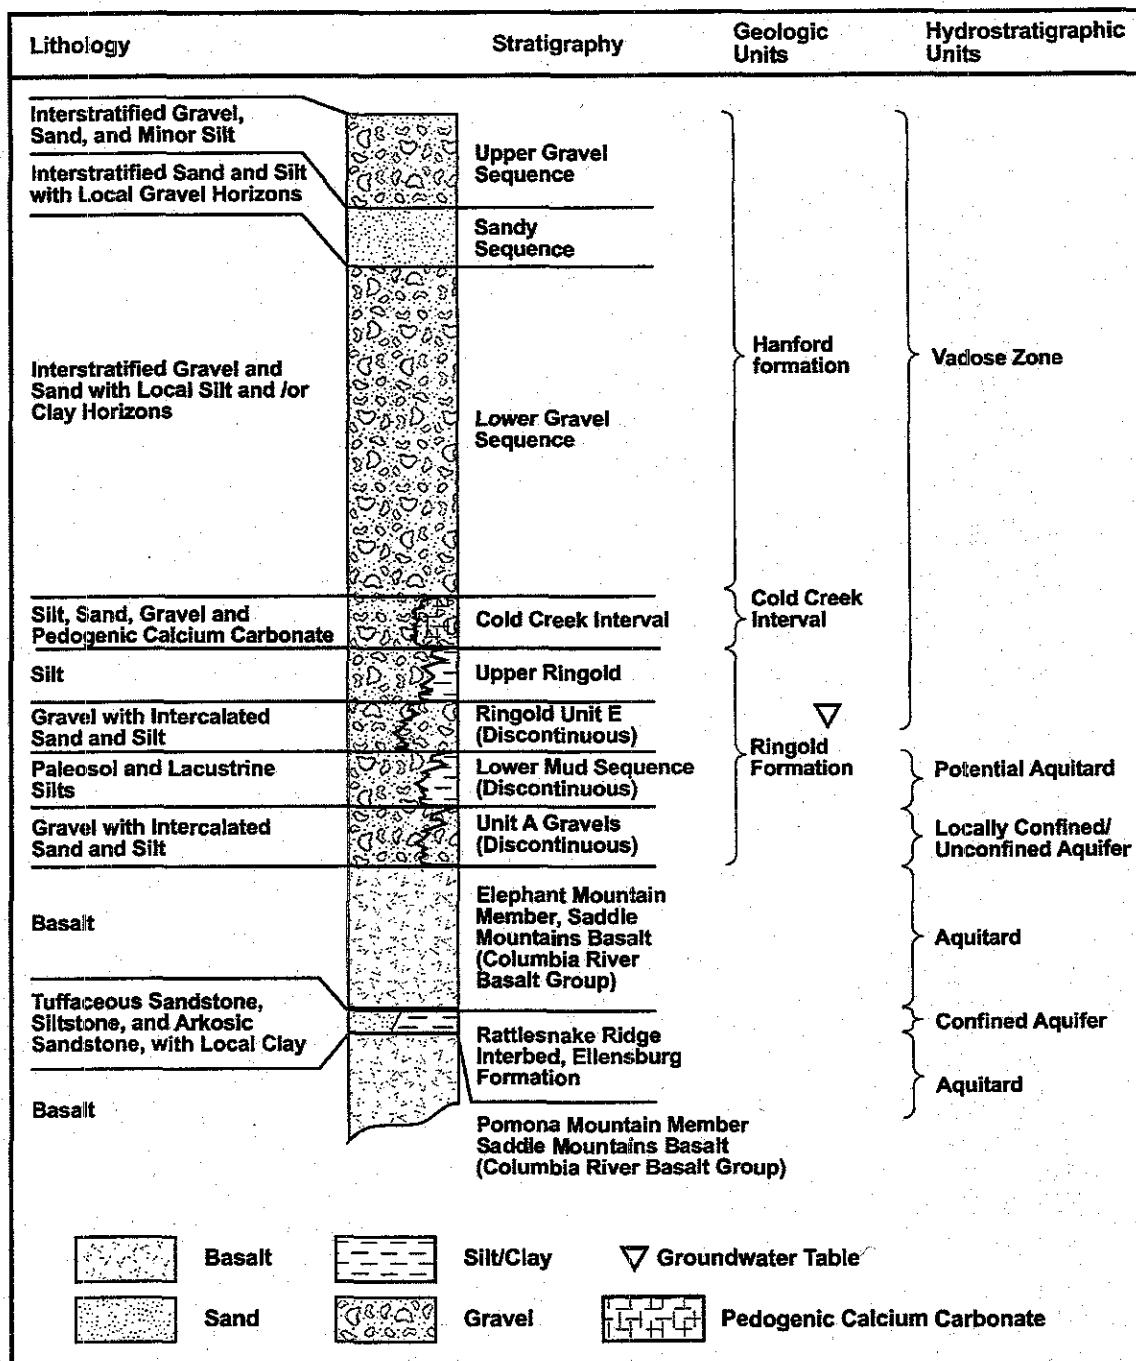 Lithology
Stratigraphy
Geologic
Units
Hydrostratigraphic
Units
Interstratified Gravel,
Sand, and Minor Silt
Upper Gravel
Sequence
Interstratified Sand and Silt
with Local Gravel Horizons
Sandy
Sequence
Interstratified Gravel and
Sand with Local Silt and /or
Clay Horizons
Lower Gravel
Sequence
Hanford
formation
Vadose Zone
Silt, Sand, Gravel and
Pedogenic Calcium Carbonate
Cold Creek Interval
Cold Creek
Interval
Silt
Upper Ringold
Gravel with Intercalated
Sand and Silt
Ringold Unit E
(Discontinuous)
Ringold
Formation
Paleosol and Lacustrine
Silts
Lower Mud Sequence
(Discontinuous)
Potential Aquitard
Gravel with Intercalated
Sand and Silt
Unit A Gravels
(Discontinuous)
Locally Confined/
Unconfined Aquifer
Basalt
Elephant Mountain
Member, Saddle
Mountains Basalt
(Columbia River
Basalt Group)
Aquitard
Tuffaceous Sandstone,
Siltstone, and Arkosic
Sandstone, with Local Clay
Rattlesnake Ridge
Interbed, Ellensburg
Formation
Confined Aquifer
Basalt
Pomona Mountain Member
Saddle Mountains Basalt
(Columbia River Basalt Group)
Aquitard
Basalt
Silt/Clay
Groundwater Table
Sand
Gravel
Pedogenic Calcium Carbonate